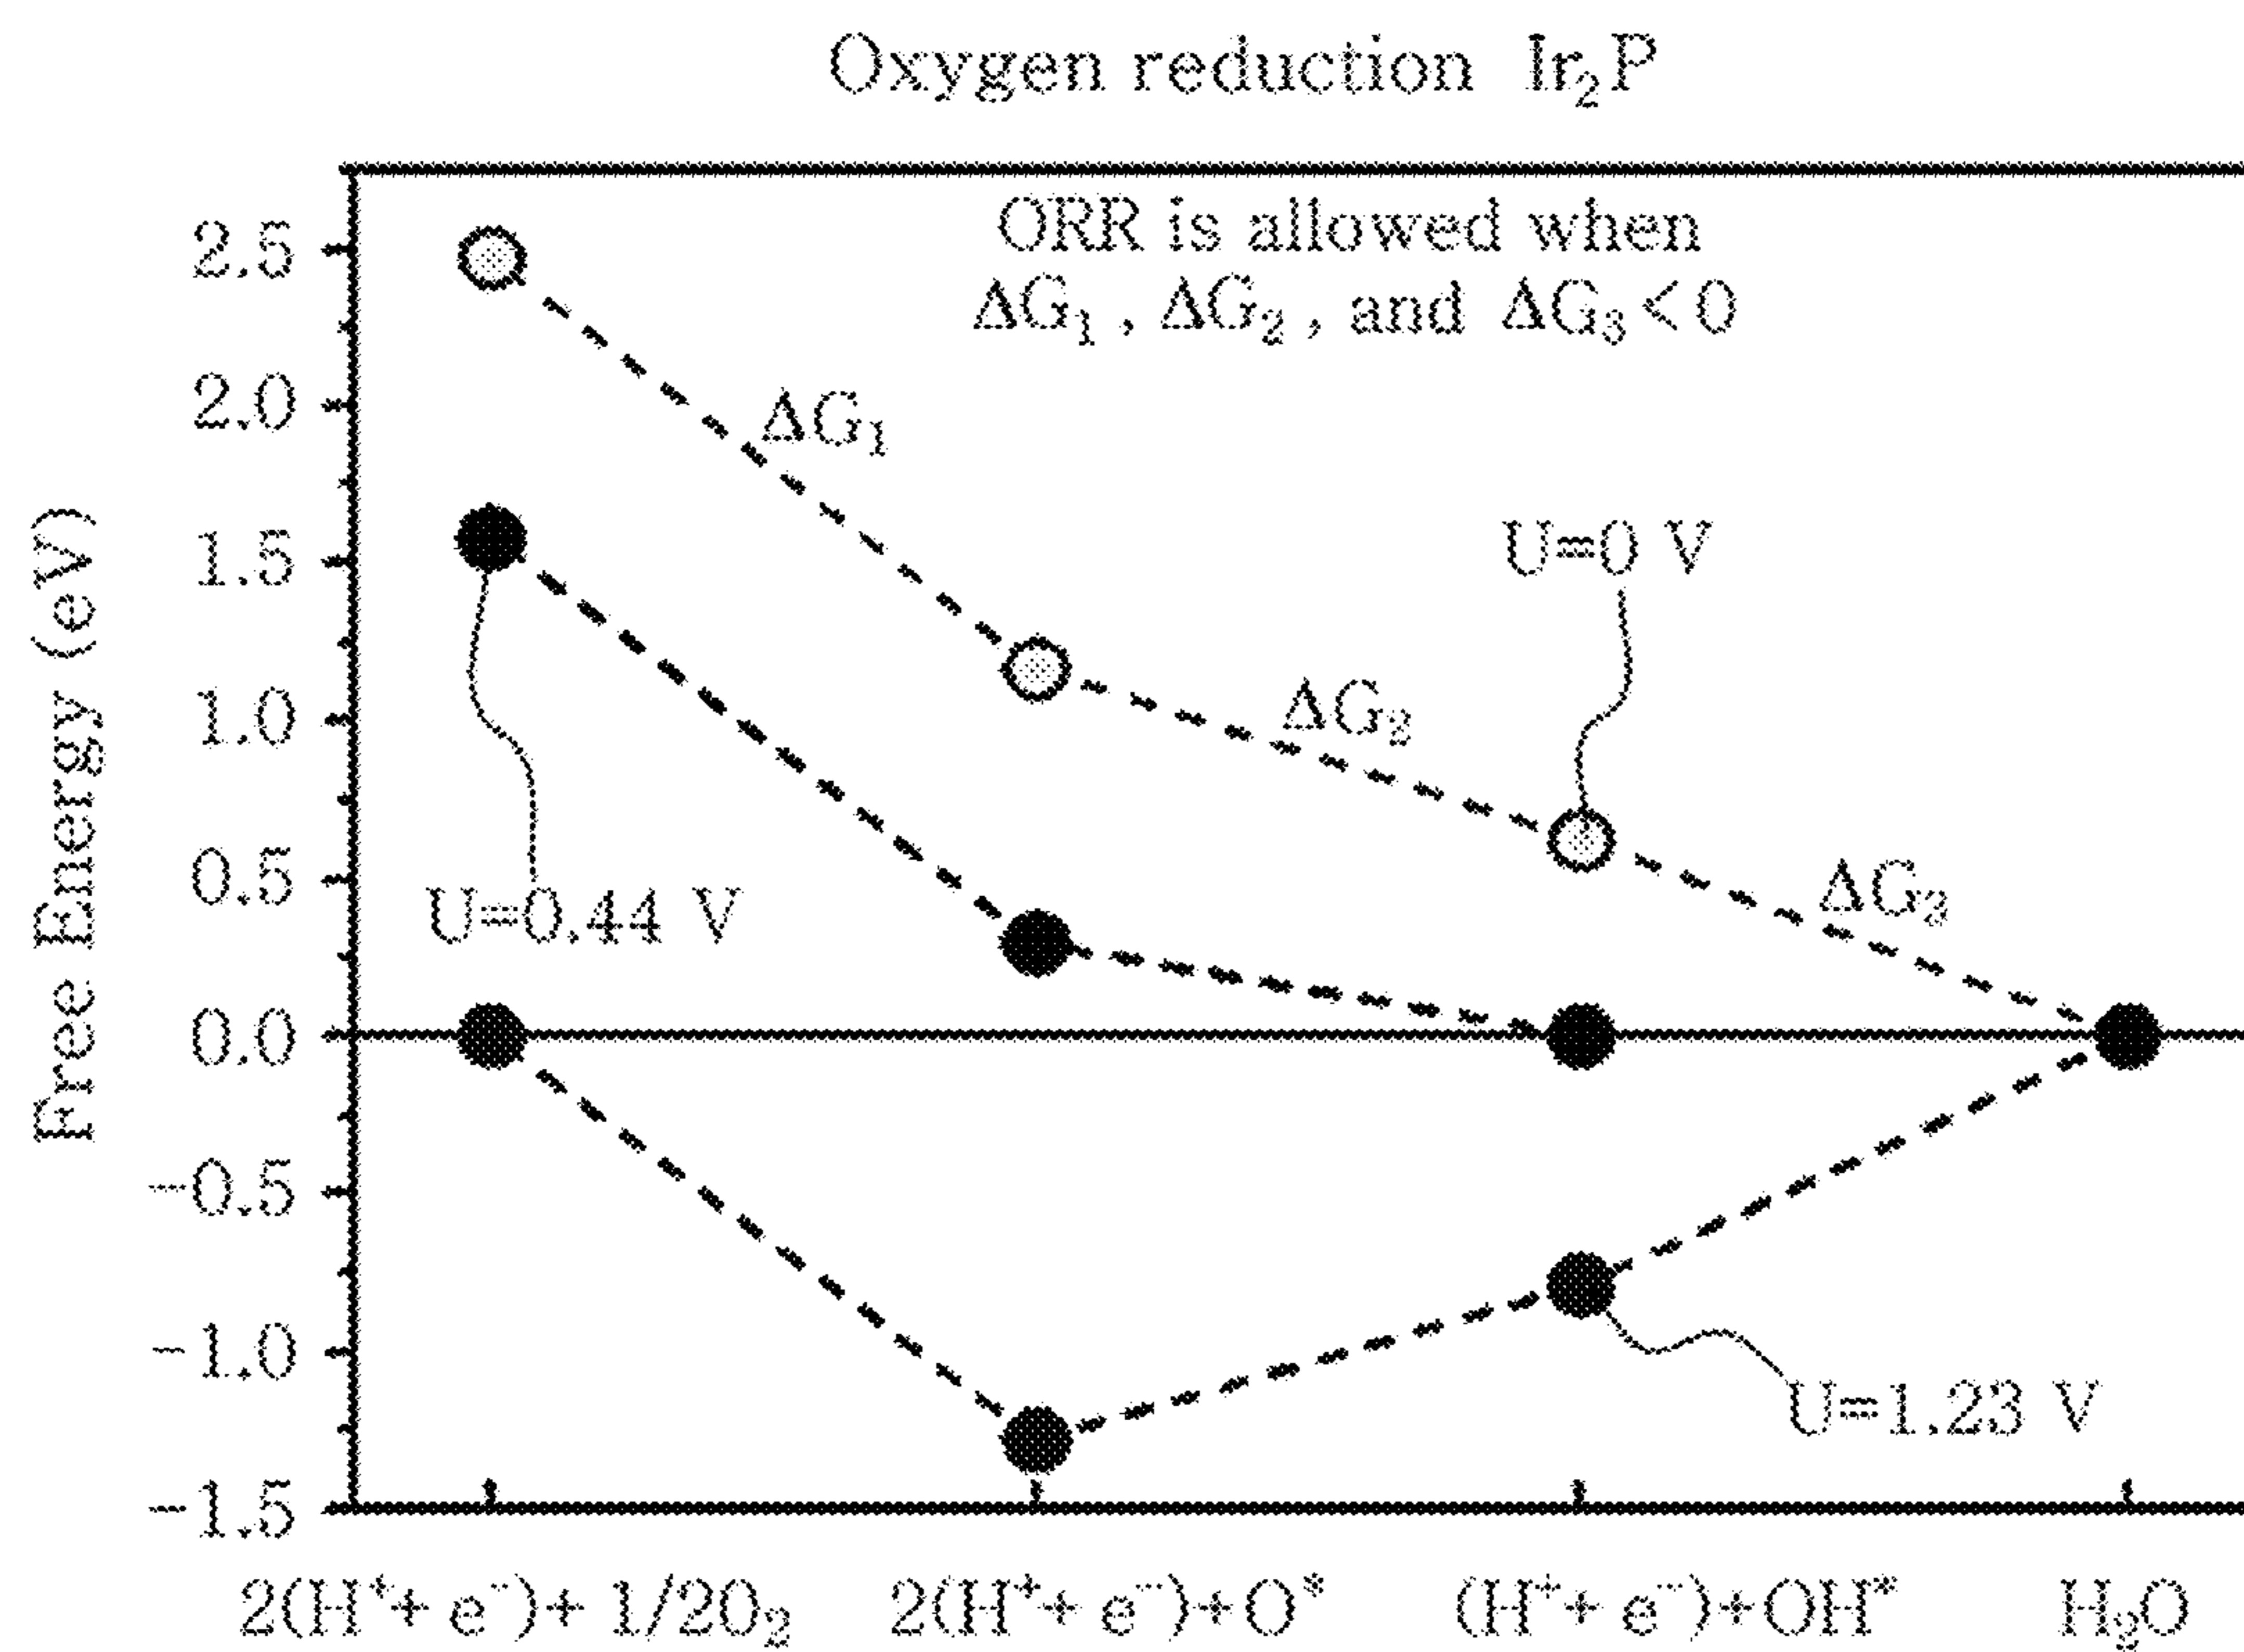 Oxygen reduction Ir₂P
ORR is allowed when
ΔG₁, ΔG₂, and ΔG₃<0
Free Energy (eV)
2.5
2.0
1.5
1.0
0.5
0.0
-0.5
-1.0
-1.5
ΔG₁
ΔG₂
ΔG₃
U=0 V
U=0.44 V
U=1.23 V
2(H⁺+ e⁻)+ 1/2O₂ 2(H⁺+ e⁻)+O* (H⁺+ e⁻)+OH* H₂O